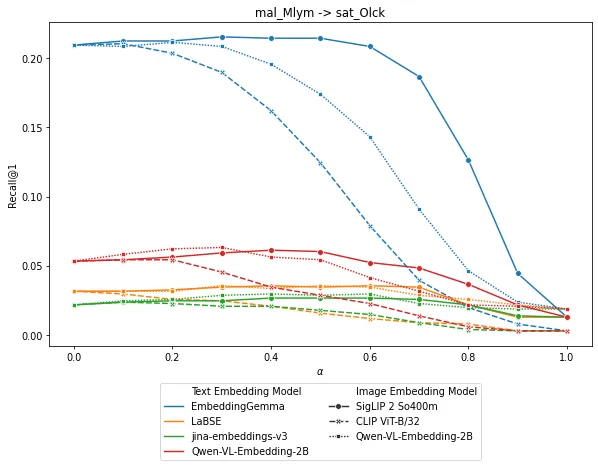 mal_Mlym -> sat_Olck
0.20
0.15
0.10
0.05
0.00
Recall@1
0.0 0.2 0.4 0.6 0.8 1.0
α
Text Embedding Model Image Embedding Model
EmbeddingGemma SigLIP 2 So400m
LaBSE CLIP ViT-B/32
jina-embeddings-v3 Qwen-VL-Embedding-2B
Qwen-VL-Embedding-2B